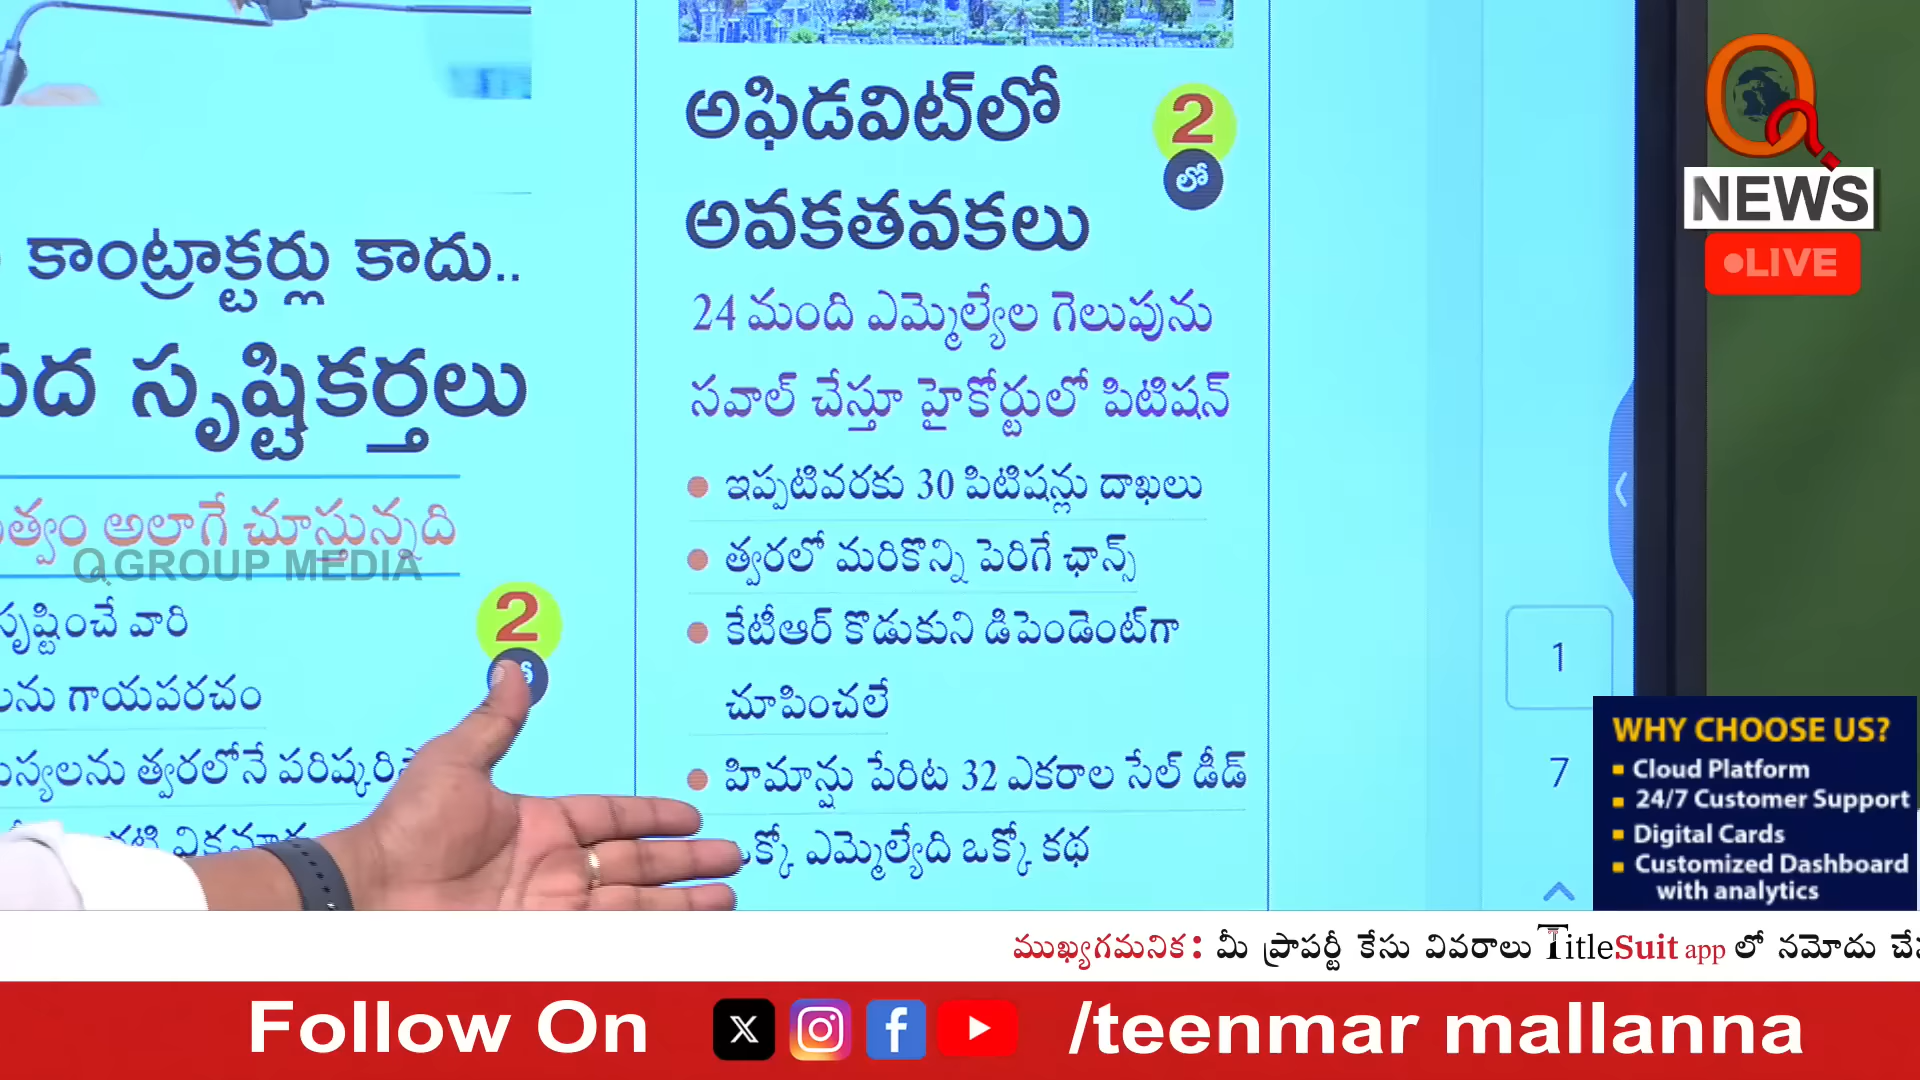 కాంట్రాక్టర్లు కాదు..
సృష్టికర్తలు
అలాగే చూస్తున్నది
GROUP MEDIA
సృష్టించే వారి
గాయపరచం
త్వరలోనే
2
అఫిడవిట్‌లో
అవకతవకలు
2
లో
24 మంది ఎమ్మెల్యేల గెలుపును
సవాల్ చేస్తూ హైకోర్టులో పిటిషన్
ఇప్పటివరకు 30 పిటిషన్లు దాఖలు
త్వరలో మరికొన్ని పెరిగే ఛాన్స్
కేటీఆర్ కొడుకుని డిపెండెంట్‌గా
చూపించలే
హిమాన్షు పేరిట 32 ఎకరాల సేల్ డీడ్
ఒక్కో ఎమ్మెల్యేది ఒక్కో కథ
1
7
Q
NEWS
LIVE
WHY CHOOSE US?
Cloud Platform
24/7 Customer Support
Digital Cards
Customized Dashboard
with analytics
ముఖ్యగమనిక: మీ ప్రాపర్టీ కేసు వివరాలు TitleSuit app లో నమోదు
Follow On /teenmar mallanna